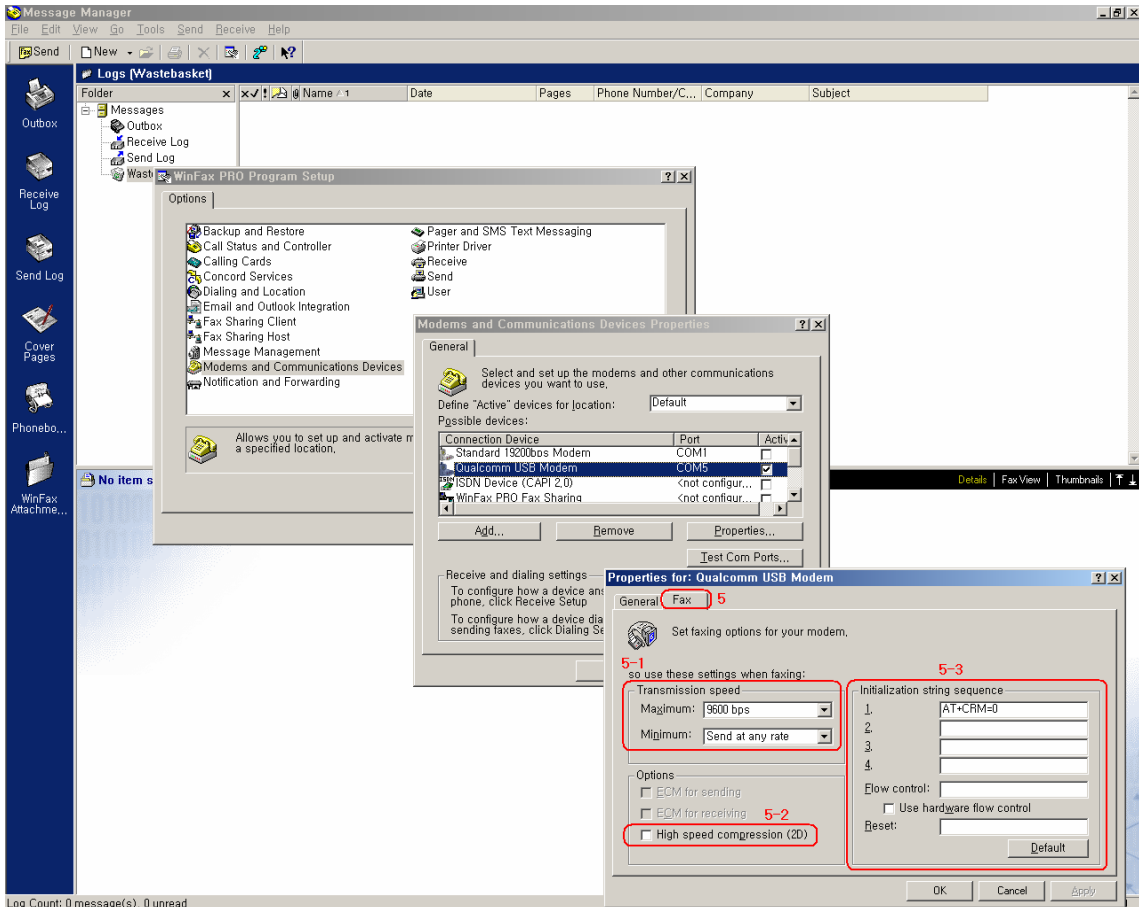 Message Manager
File Edit View Go Tools Send Receive Help
Send New
Logs (Wastebasket)
Folder Name 1 Date Pages Phone Number/C... Company Subject
Messages
Outbox
Receive Log
Send Log
Wast
Outbox
Receive
Log
Send Log
Cover
Pages
Phonebo...
WinFax
Attachme...
WinFax PRO Program Setup
Options
Backup and Restore
Call Status and Controller
Calling Cards
Concord Services
Dialing and Location
Email and Outlook Integration
Fax Sharing Client
Fax Sharing Host
Message Management
Modems and Communications Devices
Notification and Forwarding
Pager and SMS Text Messaging
Printer Driver
Receive
Send
User
Allows you to set up and activate m
a specified location,
No item s
Details Fax View Thumbnails
Modems and Communications Devices Properties
General
Select and set up the modems and other communications
devices you want to use,
Define "Active" devices for location: Default
Possible devices:
Connection Device Port Activ
Standard 19200bps Modem COM1
Qualcomm USB Modem COM5
ISDN Device (CAPI 2,0) <not configur...
WinFax PRO Fax Sharing <not configur...
Add... Remove Properties...
Test Com Ports...
Receive and dialing settings
To configure how a device ans
phone, click Receive Setup
To configure how a device dia
sending faxes, click Dialing Se
Properties for: Qualcomm USB Modem
General Fax 5
Set faxing options for your modem,
5-1
so use these settings when faxing:
Transmission speed
Maximum: 9600 bps
Minimum: Send at any rate
Options
ECM for sending
ECM for receiving
5-2
High speed compression (2D)
5-3
Initialization string sequence
1, AT+CRM=0
2,
3,
4,
Flow control:
Use hardware flow control
Reset:
Default
OK Cancel Apply
Log Count: 0 message(s), 0 unread